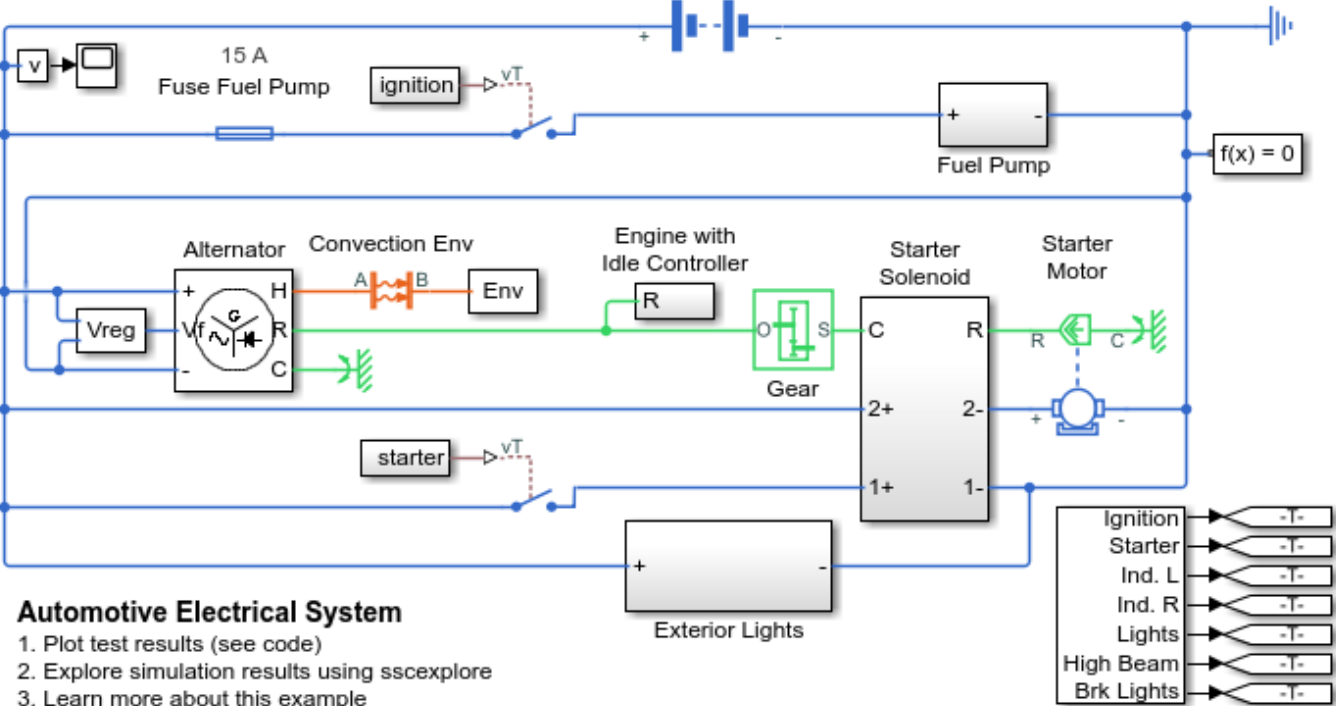 + -
v
15 A
Fuse Fuel Pump
ignition
vT
+ -
Fuel Pump
f(x) = 0
Alternator
Convection Env
Engine with
Idle Controller
Starter
Solenoid
Starter
Motor
+ H
A B
Env
R
Vreg
Vf R
G
O S
C R
R C
- C
Gear
2+ 2-
+ -
starter
vT
1+ 1-
+ -
Exterior Lights
Ignition -T-
Starter -T-
Ind. L -T-
Ind. R -T-
Lights -T-
High Beam -T-
Brk Lights -T-
Automotive Electrical System
1. Plot test results (see code)
2. Explore simulation results using sscexplore
3. Learn more about this example